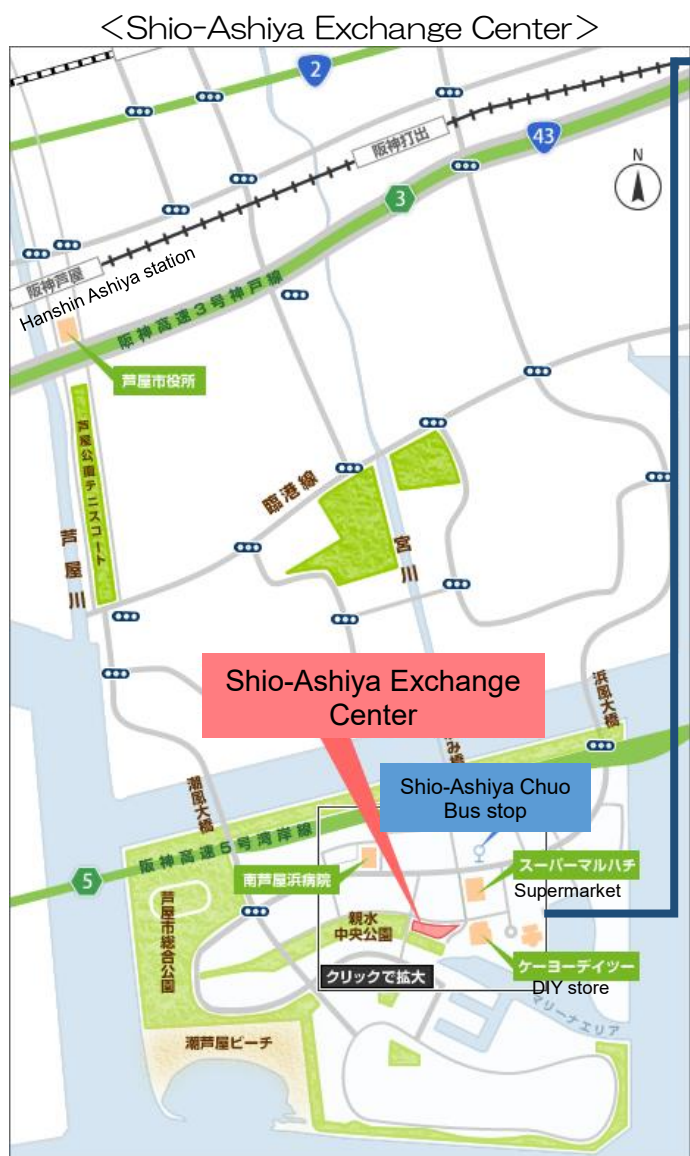 <Shio-Ashiya Exchange Center>
2
阪神打出
43
N
3
阪神芦屋
Hanshin Ashiya station
阪神高速3号神戸線
芦屋市役所
芦屋公園テニスコート
臨港線
芦屋川
宮川
Shio-Ashiya Exchange
Center
浜風大橋
み橋
潮風大橋
Shio-Ashiya Chuo
Bus stop
阪神高速5号湾岸線
5
南芦屋浜病院
スーパーマルハチ
Supermarket
芦屋市総合公園
親水
中央公園
ケーヨーデイツー
DIY store
クリックで拡大
マリーナエリア
潮芦屋ビーチ